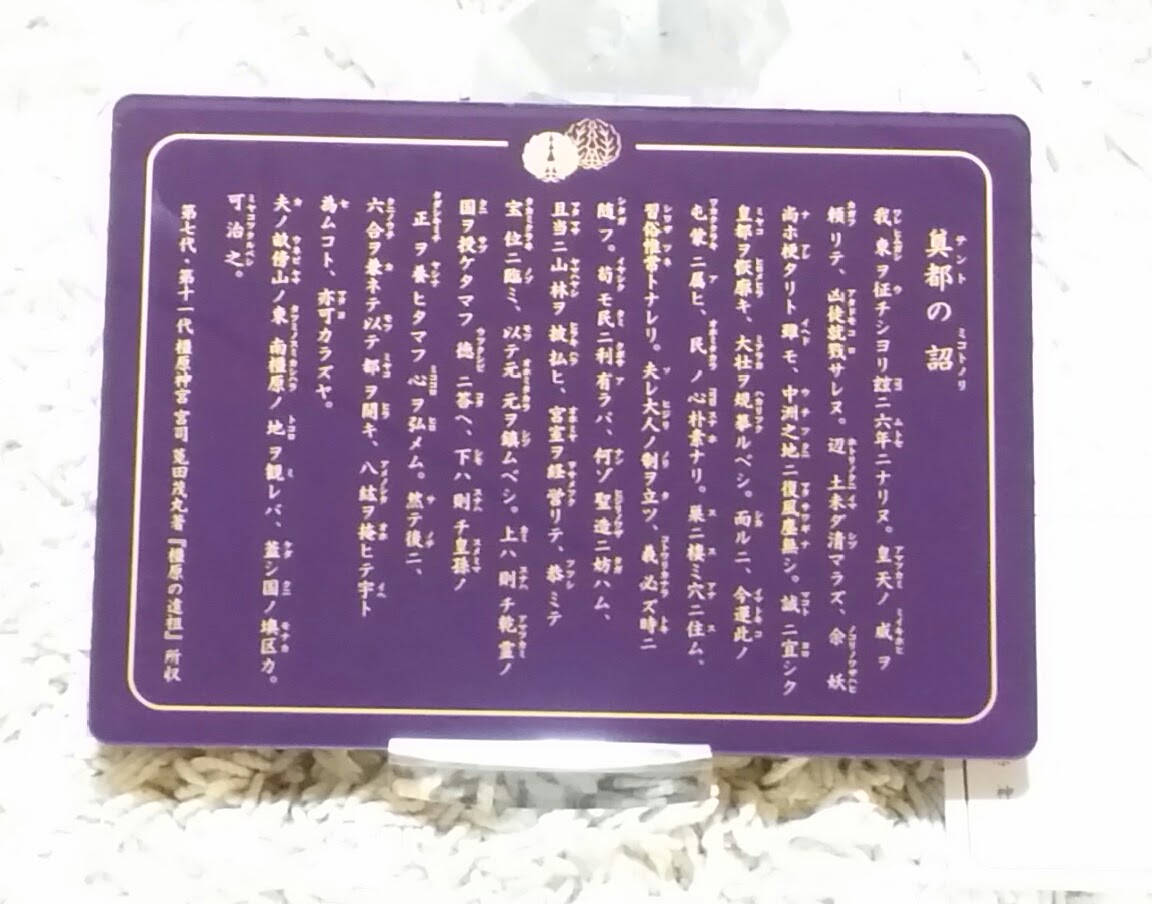 奠都の 詔
我 東ヲ征チシヨリ玆ニ六年ニナリヌ。皇天ノ 威 ヲ
頼 リテ、凶徒就戮サレヌ。辺 土未ダ清マラズ、余 妖
尚ホ梗タリト 雖 モ、中洲之地ニ復風塵無シ。誠 ニ宜シク
皇都ヲ恢廓キ、大壮ヲ規摹ルベシ。而ルニ、今運此ノ
屯蒙ニ属ヒ、民 ノ心朴素ナリ。巣ニ棲ミ穴ニ住ム、
習俗惟常トナレリ。夫レ大人ノ制ヲ立ツ、義 必ズ時ニ
随フ。苟 モ民ニ利有ラバ、何ゾ聖造ニ妨ハム、
且当ニ山林ヲ披払ヒ、宮室ヲ経営リテ、恭 ミテ
宝 位ニ臨ミ、以テ元 元ヲ鎮ムベシ。上ハ 則チ乾霊ノ
国ヲ授ケタマフ 徳 ニ荅ヘ、下ハ則チ皇孫ノ
正 ヲ養ヒタマフ 心ヲ弘メム。然テ後ニ、
六合ヲ兼ネテ以テ都ヲ開キ、八紘ヲ掩ヒテ宇ト
為ムコト、亦可カラズヤ。
夫ノ畝傍山ノ東 南橿原ノ地ヲ観レバ、蓋シ国ノ墺区カ。
可治之。
第七代・第十一代橿原神宮宮司 菟田茂丸著『橿原の遠祖』所収